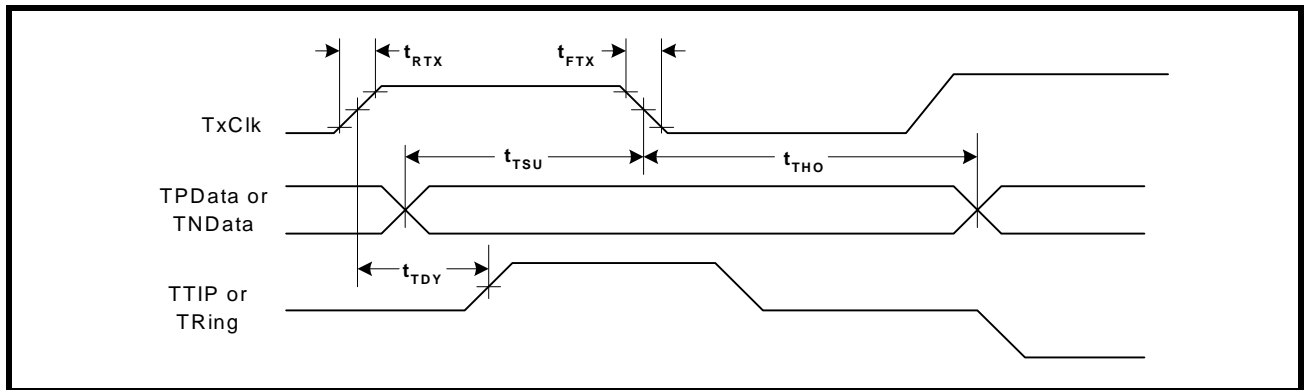 tRTX
tFTX
TxClk
tTSU
tTHO
TPData or
TNData
tTDY
TTIP or
TRing